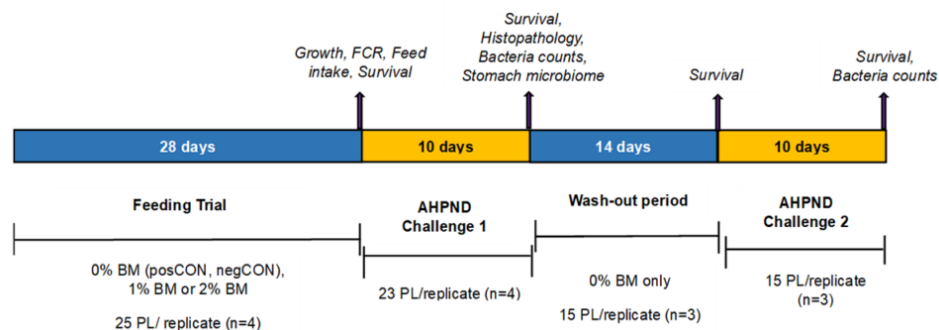 Growth, FCR, Feed
intake, Survival
Survival,
Histopathology,
Bacteria counts,
Stomach microbiome
Survival
Survival,
Bacteria counts
28 days
10 days
14 days
10 days
Feeding Trial
AHPND
Challenge 1
Wash-out period
AHPND
Challenge 2
0% BM (posCON, negCON),
1% BM or 2% BM
25 PL/ replicate (n=4)
23 PL/replicate (n=4)
0% BM only
15 PL/replicate (n=3)
15 PL/replicate
(n=3)